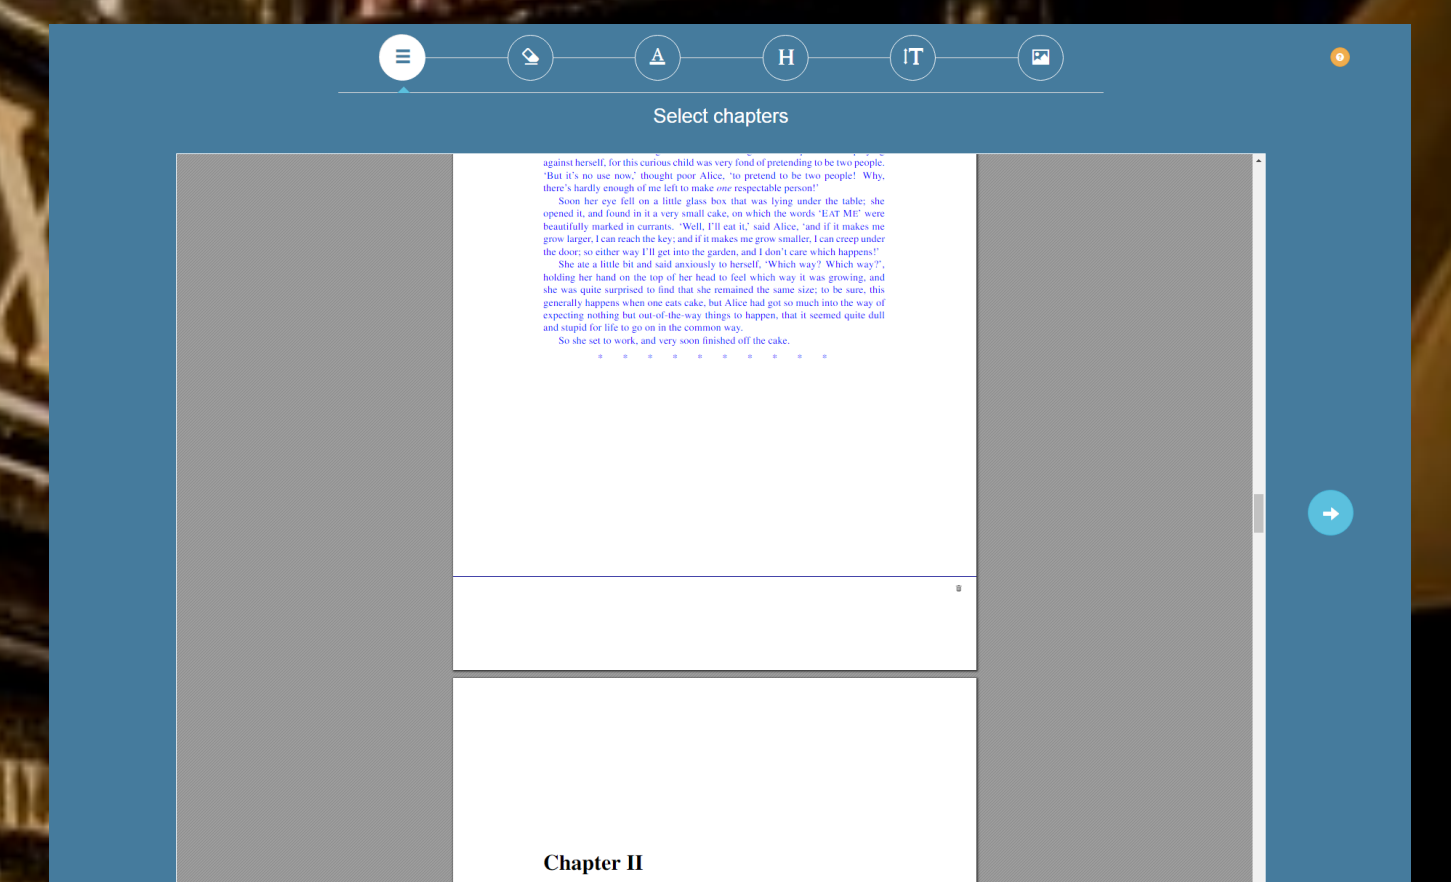 A
H
T
Select chapters
against herself, for this curious child was very fond of pretending to be two people.
‘But it’s no use now,’ thought poor Alice, ‘to pretend to be two people! Why,
there’s hardly enough of me left to make one respectable person!’
Soon her eye fell on a little glass box that was lying under the table; she
opened it, and found in it a very small cake, on which the words ‘EAT ME’ were
beautifully marked in currants. ‘Well, I’ll eat it,’ said Alice, ‘and if it makes me
grow larger, I can reach the key; and if it makes me grow smaller, I can creep under
the door; so either way I’ll get into the garden, and I don’t care which happens!’
She ate a little bit and said anxiously to herself, ‘Which way? Which way?’,
holding her hand on the top of her head to feel which way it was growing, and
she was quite surprised to find that she remained the same size; to be sure, this
generally happens when one eats cake, but Alice had got so much into the way of
expecting nothing but out-of-the-way things to happen, that it seemed quite dull
and stupid for life to go on in the common way.
So she set to work, and very soon finished off the cake.
* * * * * * * * * *
Chapter II